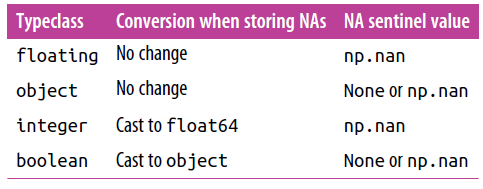 Typeclass Conversion when storing NAs NA sentinel value
floating No change np.nan
object No change None or np.nan
integer Cast to float64 np.nan
boolean Cast to object None or np.nan